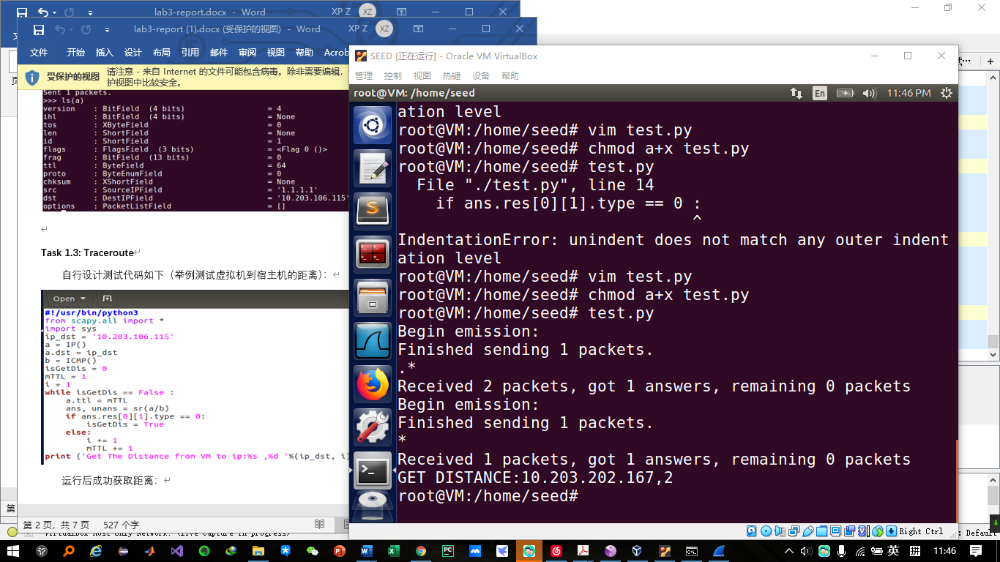 lab3-report.docx - Word
XP Z
XZ
lab3-report (1).docx (受保护的视图) - Word
XP Z
XZ
文件 开始 插入 设计 布局 引用 邮件 审阅 视图 帮助 Acrob
受保护的视图 请注意 - 来自 Internet 的文件可能包含病毒。除非需要编辑,
护视图中比较安全。
Sent 1 packets.
>>> ls(a)
version : BitField (4 bits) = 4
ihl : BitField (4 bits) = None
tos : XByteField = 0
len : ShortField = None
id : ShortField = 1
flags : FlagsField (3 bits) = <Flag 0 ()>
frag : BitField (13 bits) = 0
ttl : ByteField = 64
proto : ByteEnumField = 0
chksum : XShortField = None
src : SourceIPField = '1.1.1.1'
dst : DestIPField = '10.203.106.115'
options : PacketListField = []
Task 1.3: Traceroute
自行设计测试代码如下（举例测试虚拟机到宿主机的距离）:
Open
#!/usr/bin/python3
from scapy.all import *
import sys
ip_dst = '10.203.106.115'
a = IP()
a.dst = ip_dst
b = ICMP()
isGetDis = 0
mTTL = 1
i = 1
while isGetDis == False :
a.ttl = mTTL
ans, unans = sr(a/b)
if ans.res[0][1].type == 0:
isGetDis = True
else:
i += 1
mTTL += 1
print ('Get The Distance from VM to ip:%s ,%d '%(ip_dst, i)
运行后成功获取距离:
第 2 页，共 7 页 527 个字
SEED [正在运行] - Oracle VM VirtualBox
管理 控制 视图 热键 设备 帮助
root@VM: /home/seed
En
11:46 PM
ation level
root@VM:/home/seed# vim test.py
root@VM:/home/seed# chmod a+x test.py
root@VM:/home/seed# test.py
File "./test.py", line 14
if ans.res[0][1].type == 0 :
^
IndentationError: unindent does not match any outer indent
ation level
root@VM:/home/seed# vim test.py
root@VM:/home/seed# chmod a+x test.py
root@VM:/home/seed# test.py
Begin emission:
Finished sending 1 packets.
.*
Received 2 packets, got 1 answers, remaining 0 packets
Begin emission:
Finished sending 1 packets.
*
Received 1 packets, got 1 answers, remaining 0 packets
GET DISTANCE:10.203.202.167,2
root@VM:/home/seed#
Right Ctrl
: Default
英
拼
11:46